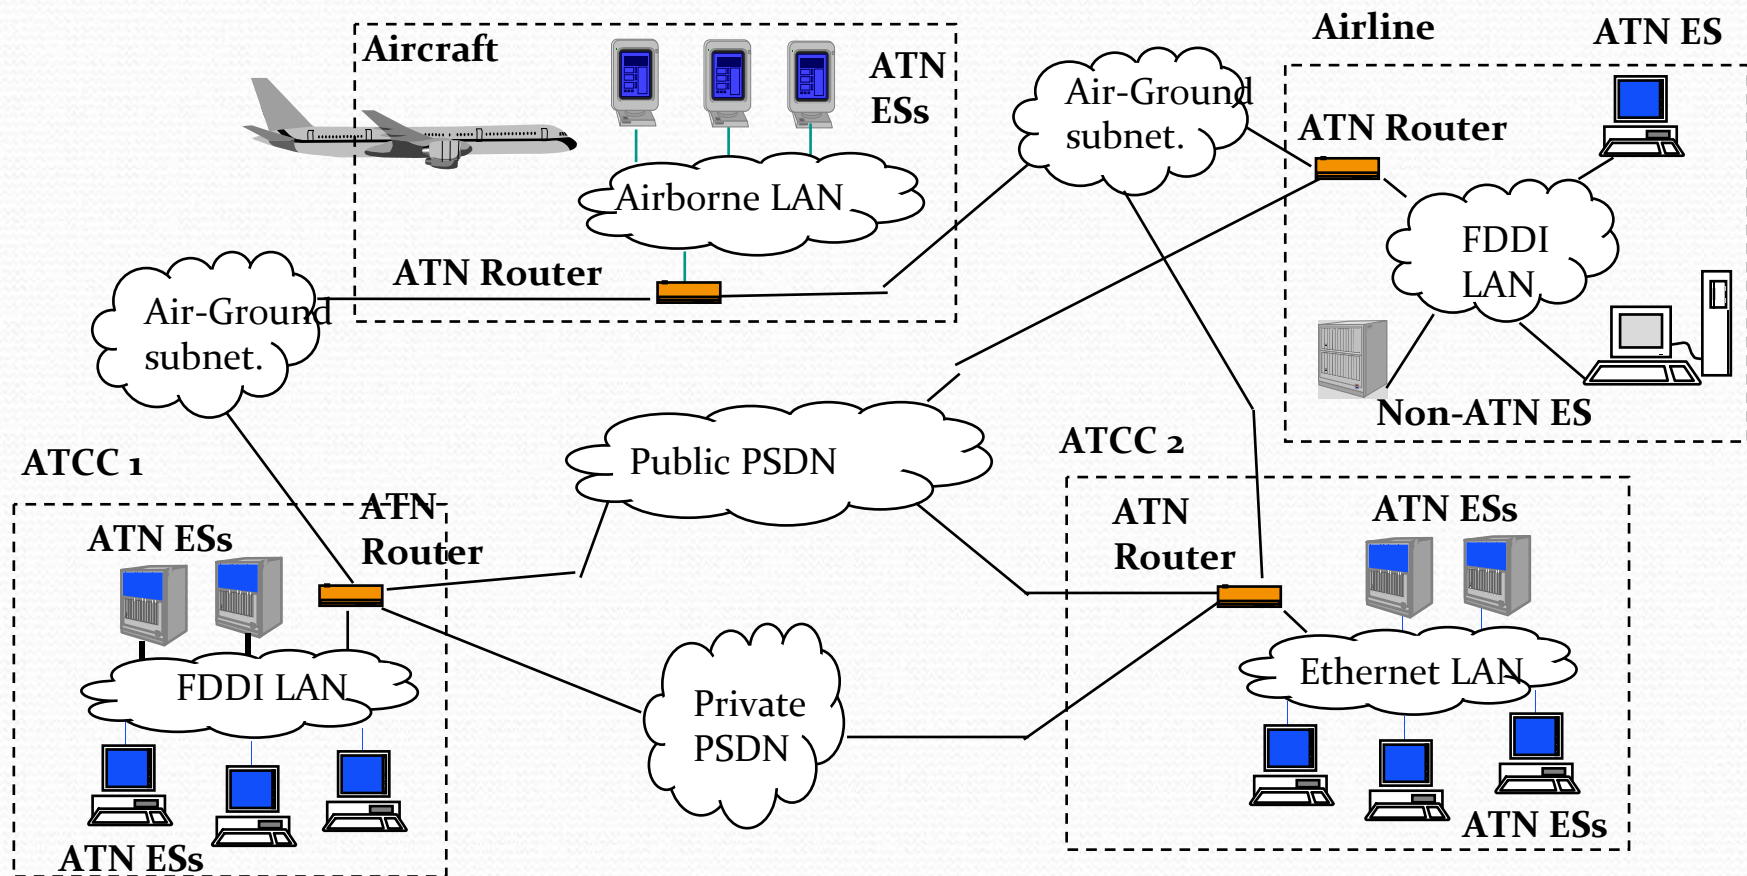 Aircraft
ATN
ESs
Airborne LAN
ATN Router
Air-Ground
subnet.
Airline
ATN ES
ATN Router
FDDI
LAN
Non-ATN ES
Air-Ground
subnet.
Public PSDN
Private
PSDN
ATCC 1
ATN ESs
ATN
Router
FDDI LAN
ATN ESs
ATCC 2
ATN
Router
ATN ESs
Ethernet LAN
ATN ESs